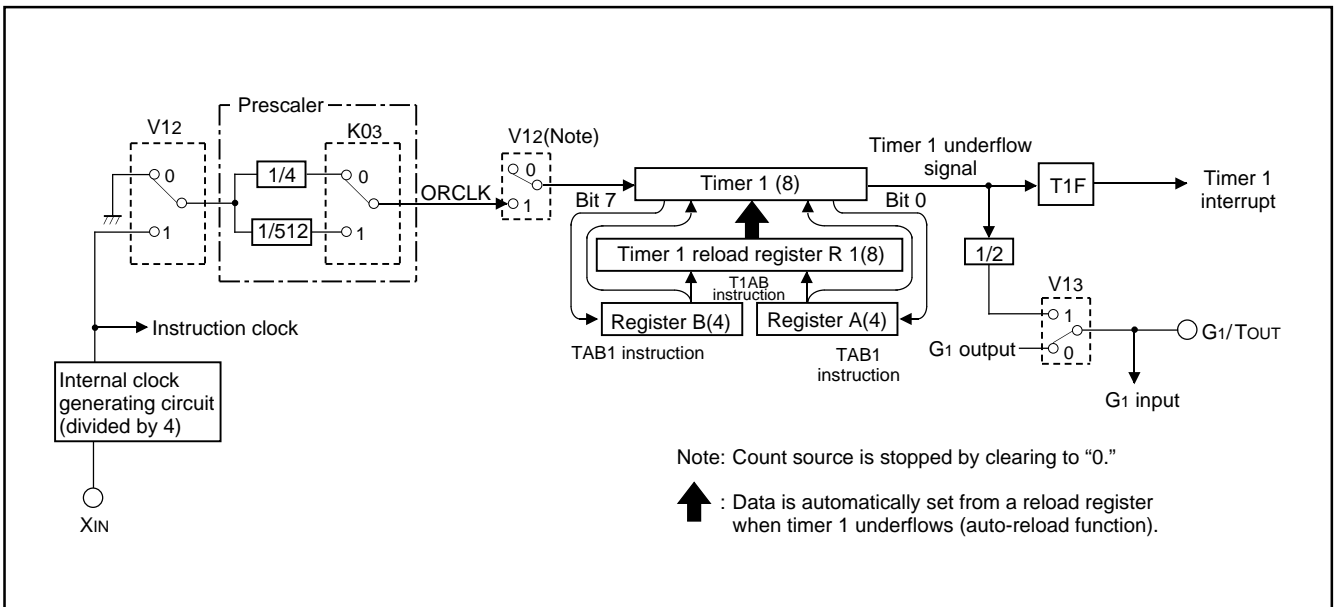 Prescaler
V12
K03
V12(Note)
0
1
1/4
1/512
0
1
ORCLK
0
1
Timer 1 (8)
Bit 7
Bit 0
Timer 1 underflow
signal
T1F
Timer 1
interrupt
Timer 1 reload register R 1(8)
T1AB
instruction
Register B(4)
Register A(4)
TAB1 instruction
TAB1
instruction
1/2
V13
1
0
G1 output
G1/TOUT
G1 input
Instruction clock
Internal clock
generating circuit
(divided by 4)
XIN
Note: Count source is stopped by clearing to “0.”
: Data is automatically set from a reload register
when timer 1 underflows (auto-reload function).